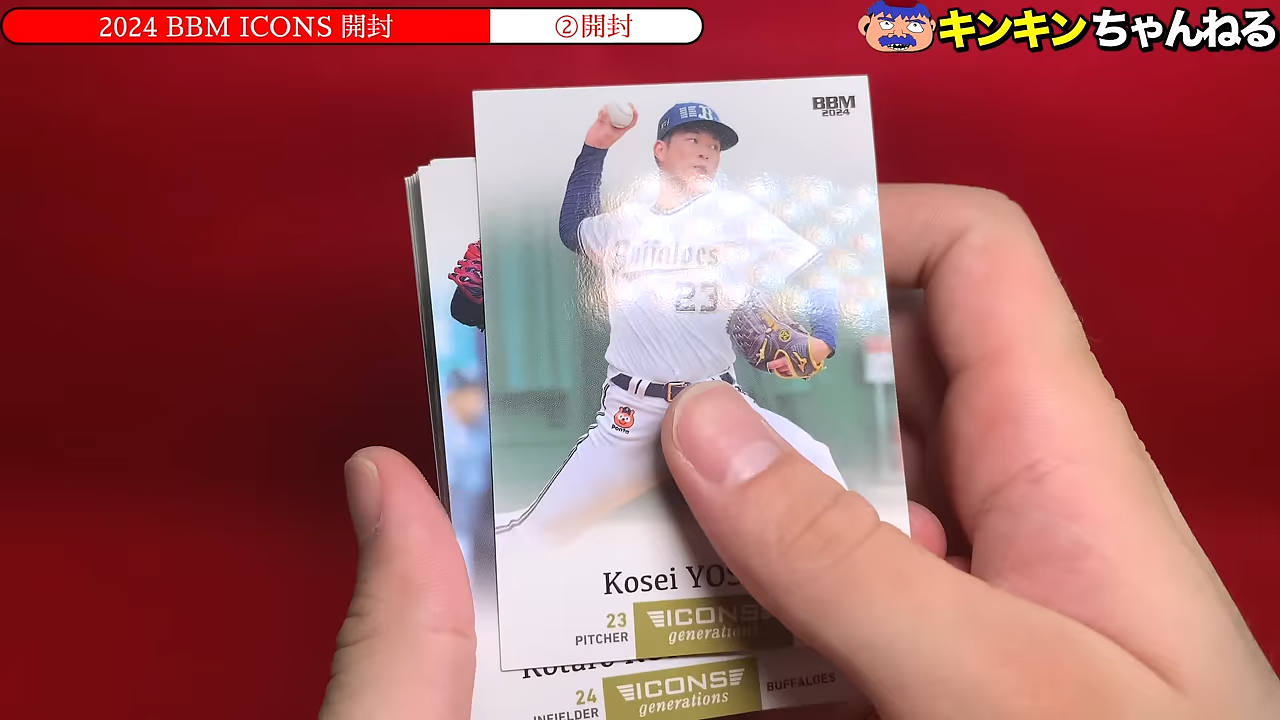 2024 BBM ICONS 開封
②開封
キンキンちゃんねる
BBM
2024
B
Buffaloes
23
Ponta
Kosei
23
PITCHER
ICONS
24
INFIELDER
ICONS
generations
BUFFALOES